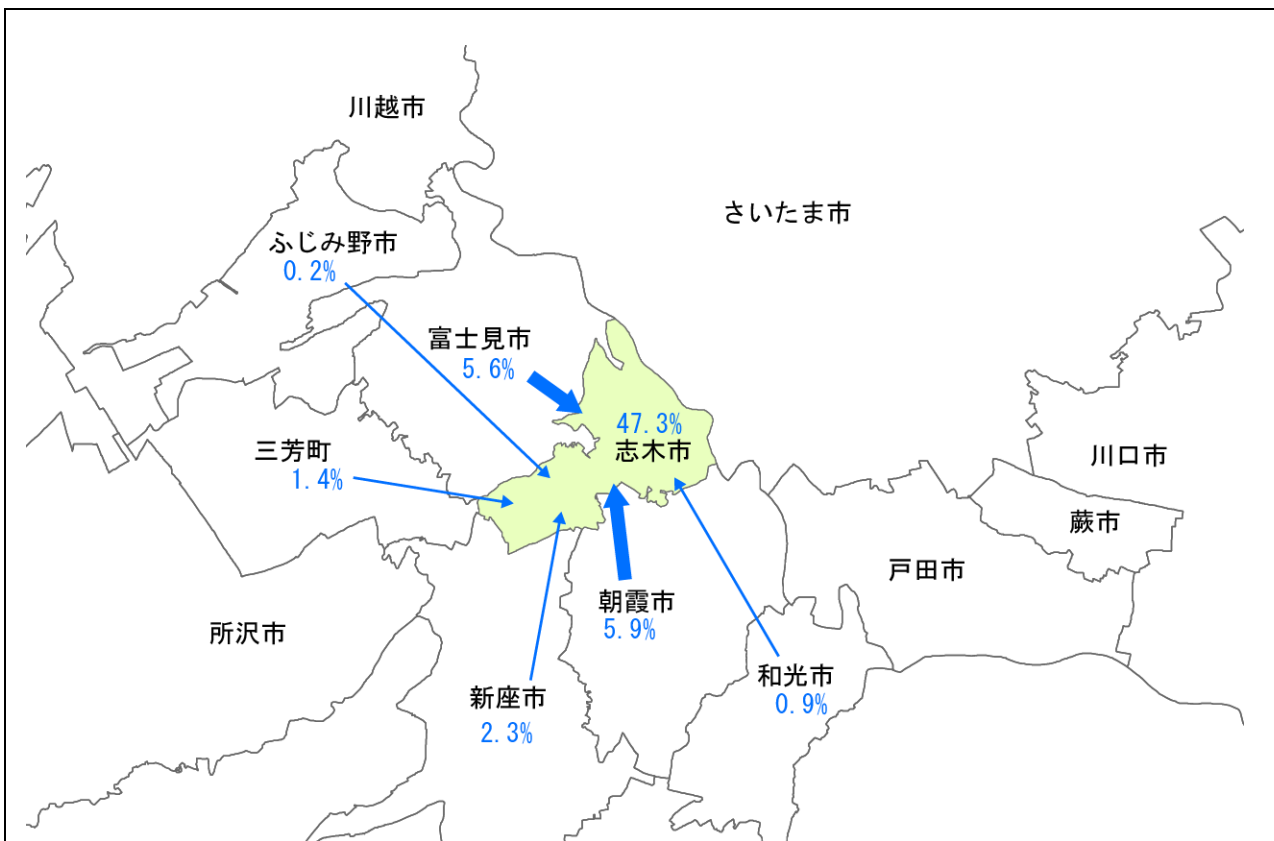 川越市
さいたま市
ふじみ野市
0.2%
富士見市
5.6%
47.3%
志木市
三芳町
1.4%
川口市
蕨市
戸田市
朝霞市
5.9%
所沢市
和光市
0.9%
新座市
2.3%